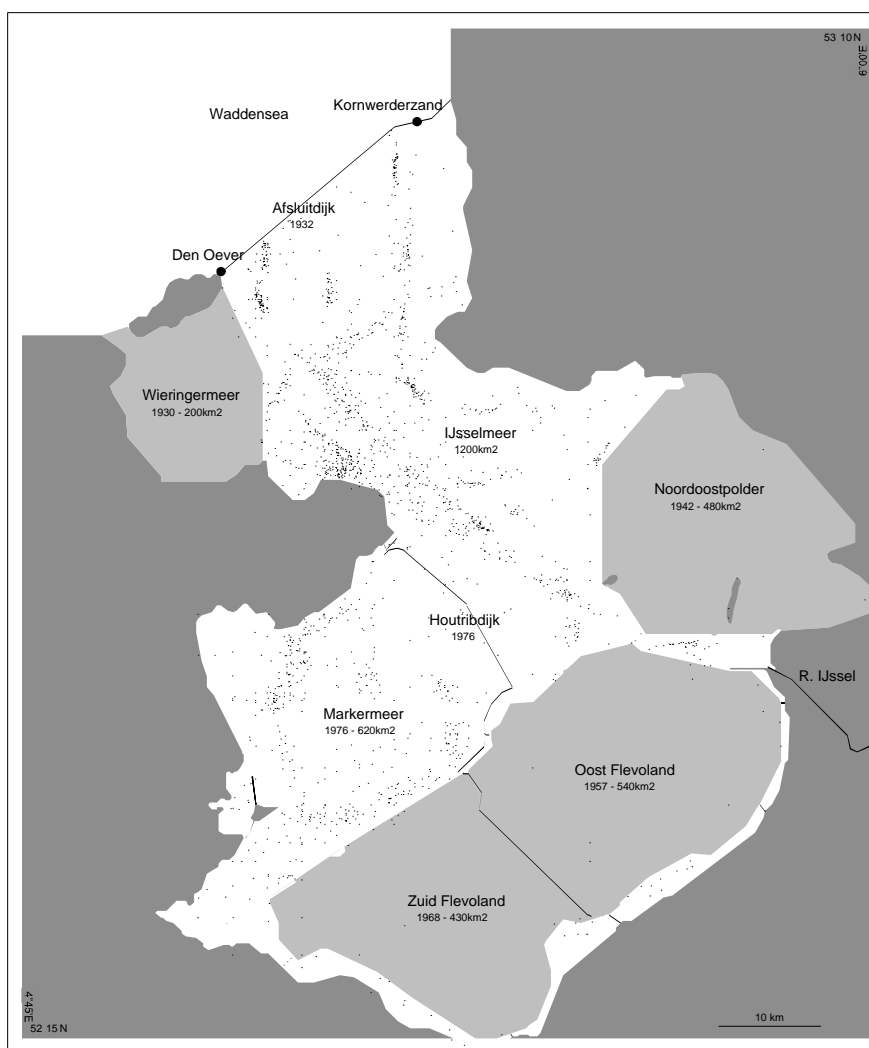 53 10 N
6.00'E
Kornwerderzand
Waddensea
Afsluitdijk
1932
Den Oever
Wieringermeer
1930 - 200km2
IJsselmeer
1200km2
Noordoostpolder
1942 - 480km2
Houtribdijk
1976
R. IJssel
Markermeer
1976 - 620km2
Oost Flevoland
1957 - 540km2
Zuid Flevoland
1968 - 430km2
4°45'E
52 15 N
10 km